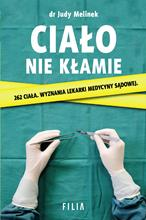 dr Judy Melinek
CIAŁO
NIE KŁAMIE
262 CIAŁA. WYZNANIA LEKARKI MEDYCYNY SĄDOWEJ.
FILIA